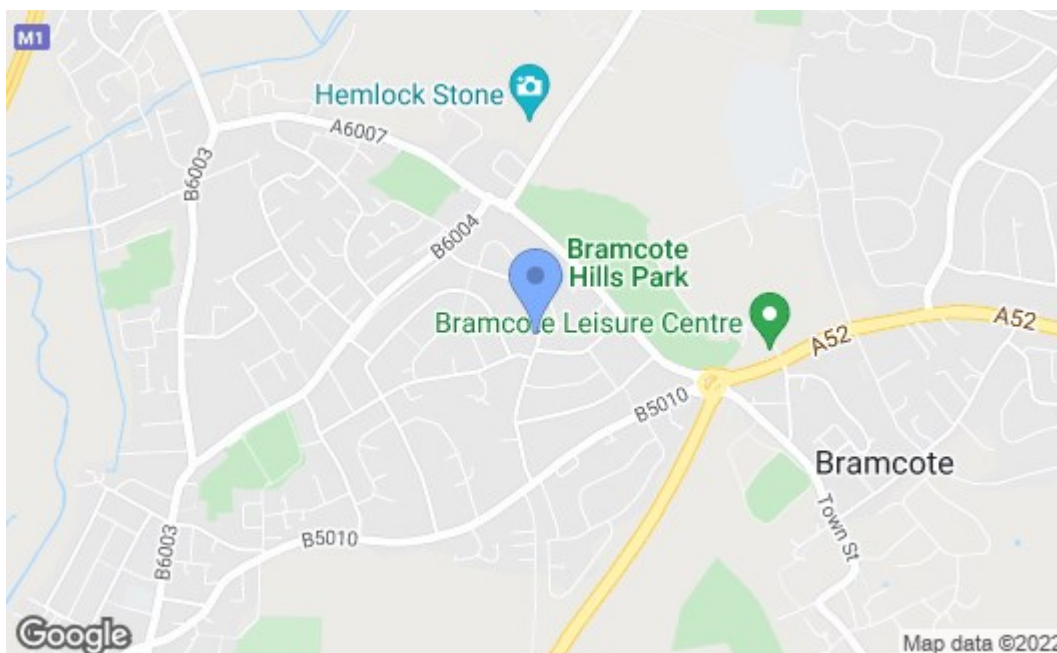 M1
Hemlock Stone
A6007
B6003
B6004
Bramcote
Hills Park
Bramcote Leisure Centre
A52
A52
B5010
Bramcote
Town St
B5010
B6003
Google
Map data ©2022